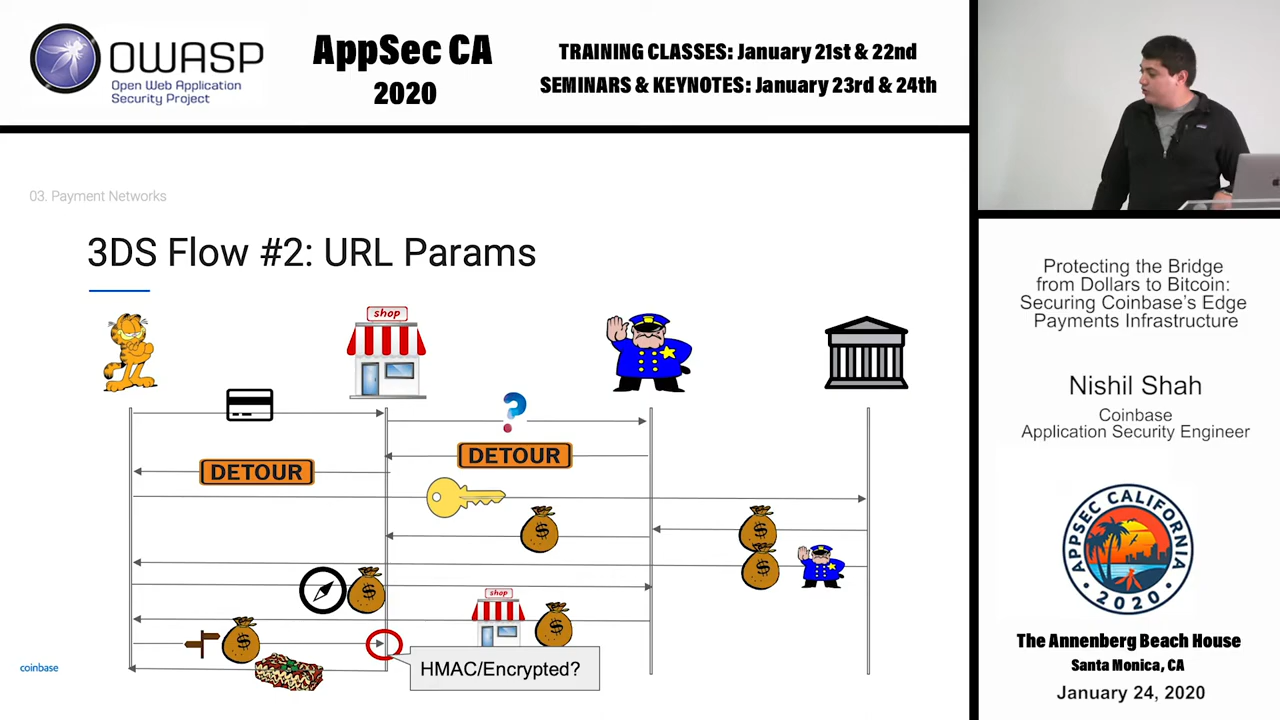 OWASP
Open Web Application
Security Project
AppSec CA
2020
TRAINING CLASSES: January 21st & 22nd
SEMINARS & KEYNOTES: January 23rd & 24th
03. Payment Networks
3DS Flow #2: URL Params
shop
?
DETOUR
DETOUR
$
$
$
$
shop
$
$
HMAC/Encrypted?
coinbase
Protecting the Bridge
from Dollars to Bitcoin:
Securing Coinbase's Edge
Payments Infrastructure
Nishil Shah
Coinbase
Application Security Engineer
APPSEC CALIFORNIA
2020
The Annenberg Beach House
Santa Monica, CA
January 24, 2020